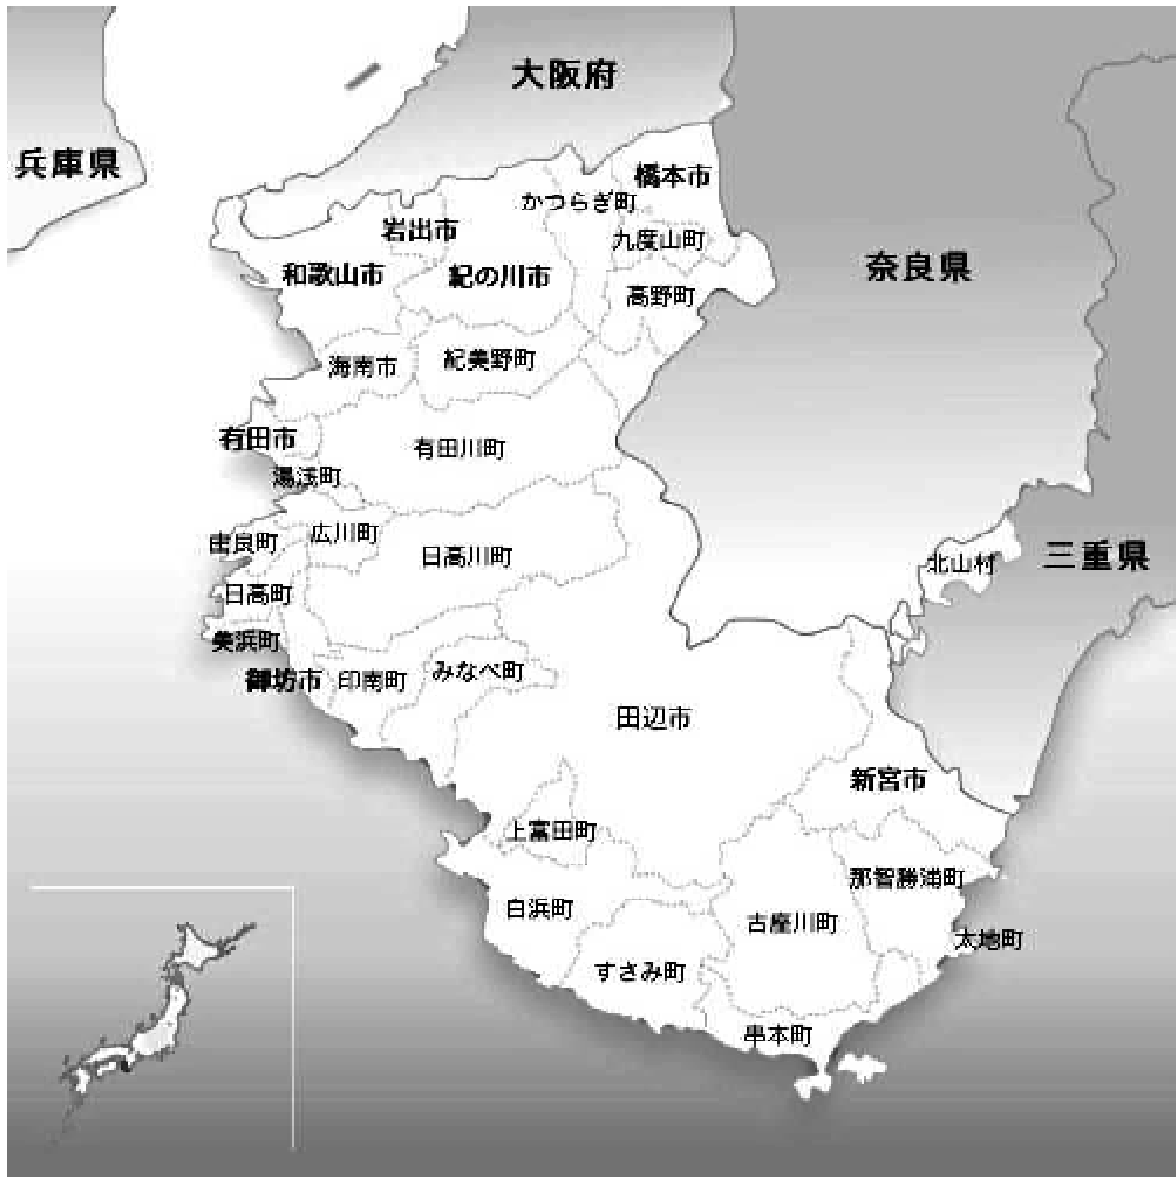 大阪府
兵庫県
橋本市
かつらぎ町
岩出市
九度山町
和歌山市
紀の川市
奈良県
高野町
海南市
紀美野町
有田市
有田川町
湯浅町
由良町
広川町
日高川町
三重県
北山村
日高町
美浜町
御坊市
印南町
みなべ町
田辺市
新宮市
上富田町
那智勝浦町
白浜町
古座川町
太地町
すさみ町
串本町